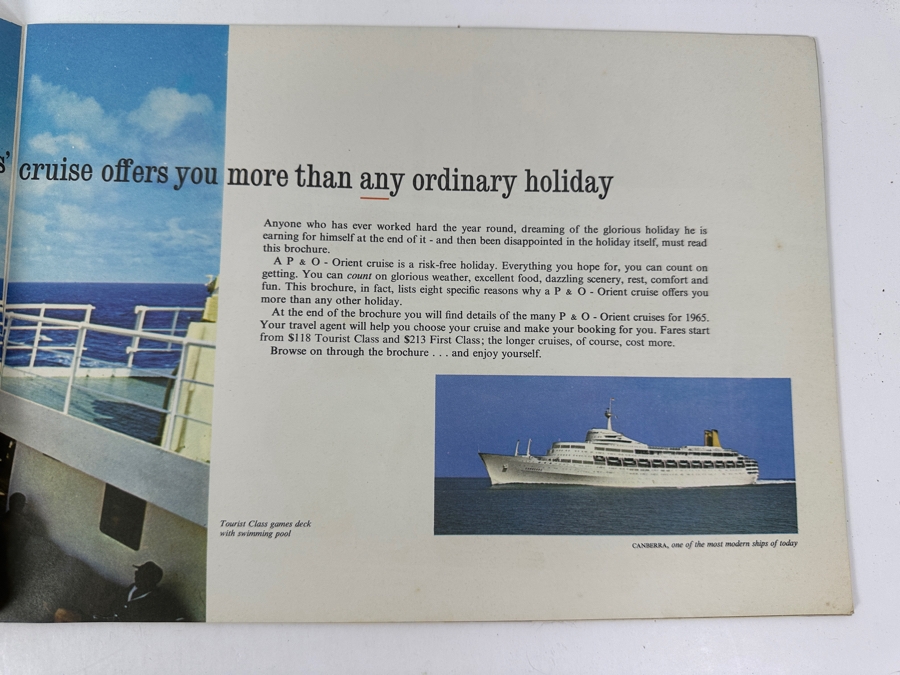 s' cruise offers you more than any ordinary holiday
Anyone who has ever worked hard the year round, dreaming of the glorious holiday he is
earning for himself at the end of it - and then been disappointed in the holiday itself, must read
this brochure.
A P & O - Orient cruise is a risk-free holiday. Everything you hope for, you can count on
getting. You can count on glorious weather, excellent food, dazzling scenery, rest, comfort and
fun. This brochure, in fact, lists eight specific reasons why a P & O - Orient cruise offers you
more than any other holiday.
At the end of the brochure you will find details of the many P & O - Orient cruises for 1965.
Your travel agent will help you choose your cruise and make your booking for you. Fares start
from $118 Tourist Class and $213 First Class; the longer cruises, of course, cost more.
Browse on through the brochure . . . and enjoy yourself.
Tourist Class games deck
with swimming pool
CANBERRA, one of the most modern ships of today